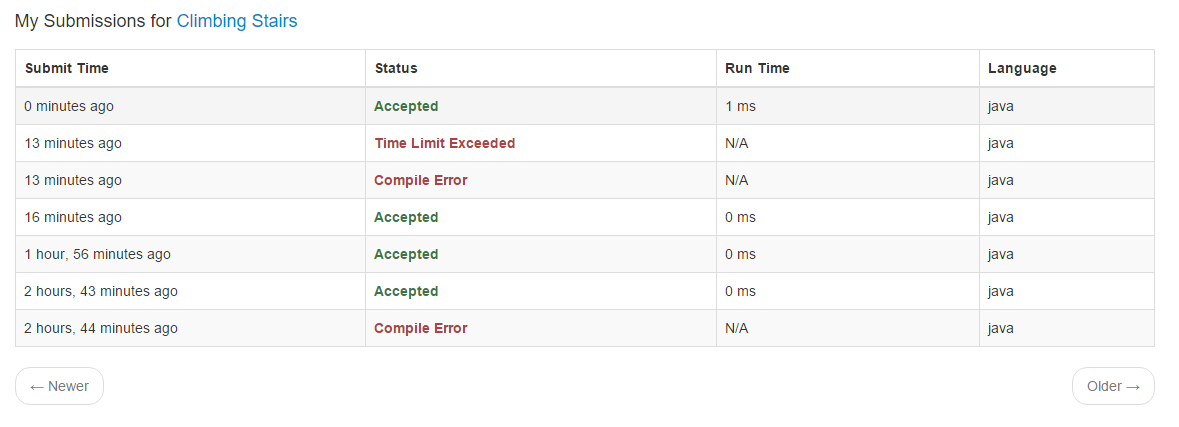 My Submissions for Climbing Stairs
Submit Time Status Run Time Language
0 minutes ago Accepted 1 ms java
13 minutes ago Time Limit Exceeded N/A java
13 minutes ago Compile Error N/A java
16 minutes ago Accepted 0 ms java
1 hour, 56 minutes ago Accepted 0 ms java
2 hours, 43 minutes ago Accepted 0 ms java
2 hours, 44 minutes ago Compile Error N/A java
← Newer Older →